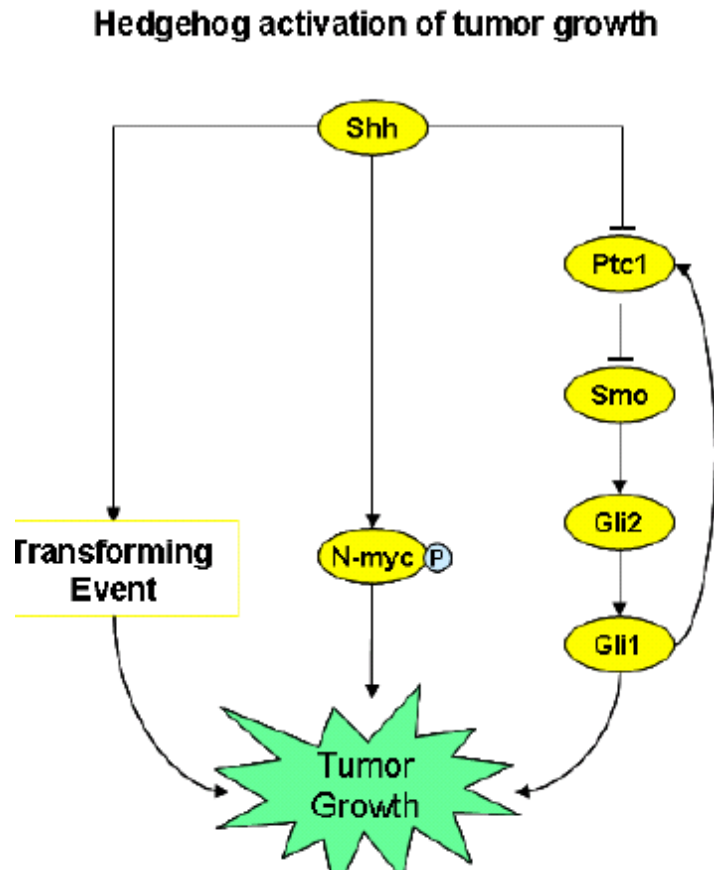 Hedgehog activation of tumor growth
Shh
Ptc1
Smo
Gli2
N-myc P
Transforming
Event
Gli1
Tumor
Growth